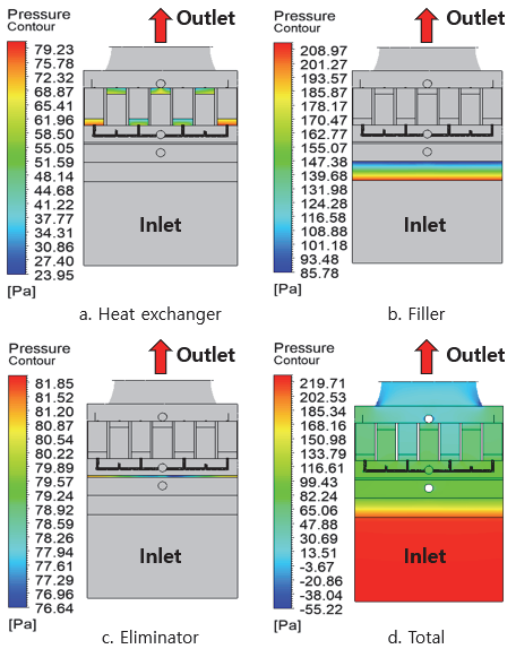 Pressure
Contour
79.23
75.78
72.32
68.87
65.41
61.96
58.50
55.05
51.59
48.14
44.68
41.22
37.77
34.31
30.86
27.40
23.95
[Pa]
Outlet
Inlet
a. Heat exchanger
Pressure
Contour
208.97
201.27
193.57
185.87
178.17
170.47
162.77
155.07
147.38
139.68
131.98
124.28
116.58
108.88
101.18
93.48
85.78
[Pa]
Outlet
Inlet
b. Filler
Pressure
Contour
81.85
81.52
81.20
80.87
80.54
80.22
79.89
79.57
79.24
78.92
78.59
78.26
77.94
77.61
77.29
76.96
76.64
[Pa]
Outlet
Inlet
c. Eliminator
Pressure
Contour
219.71
202.53
185.34
168.16
150.98
133.79
116.61
99.43
82.24
65.06
47.88
30.69
13.51
-3.67
-20.86
-38.04
-55.22
[Pa]
Outlet
Inlet
d. Total